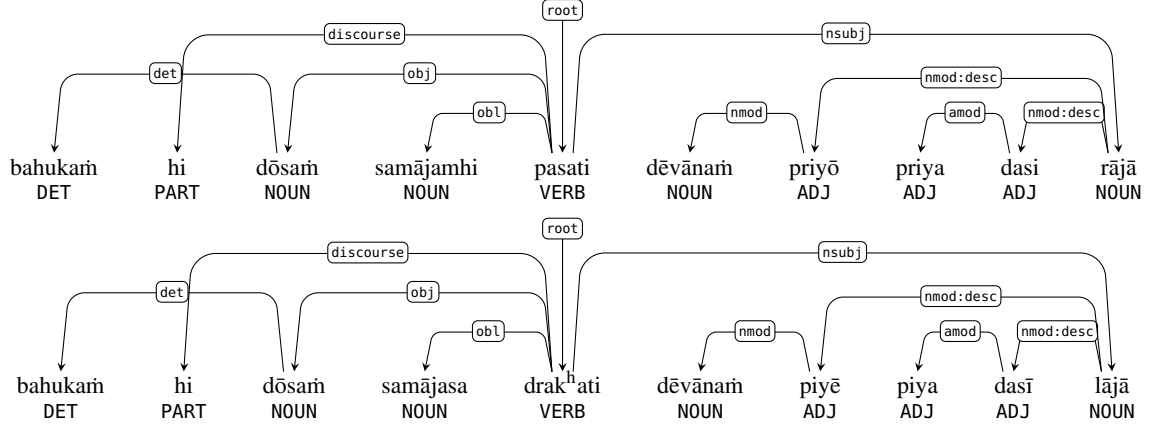 root
discourse nsubj
det obj nmod:desc
obl nmod amod nmod:desc
bahukaṁ hi dōsaṁ samājamhi pasati dēvānaṁ priyō priya dasi rājā
DET PART NOUN NOUN VERB NOUN ADJ ADJ ADJ NOUN
root
discourse nsubj
det obj nmod:desc
obl nmod amod nmod:desc
bahukaṁ hi dōsaṁ samājasa drakʰati dēvānaṁ piyē piya dasī lājā
DET PART NOUN NOUN VERB NOUN ADJ ADJ ADJ NOUN